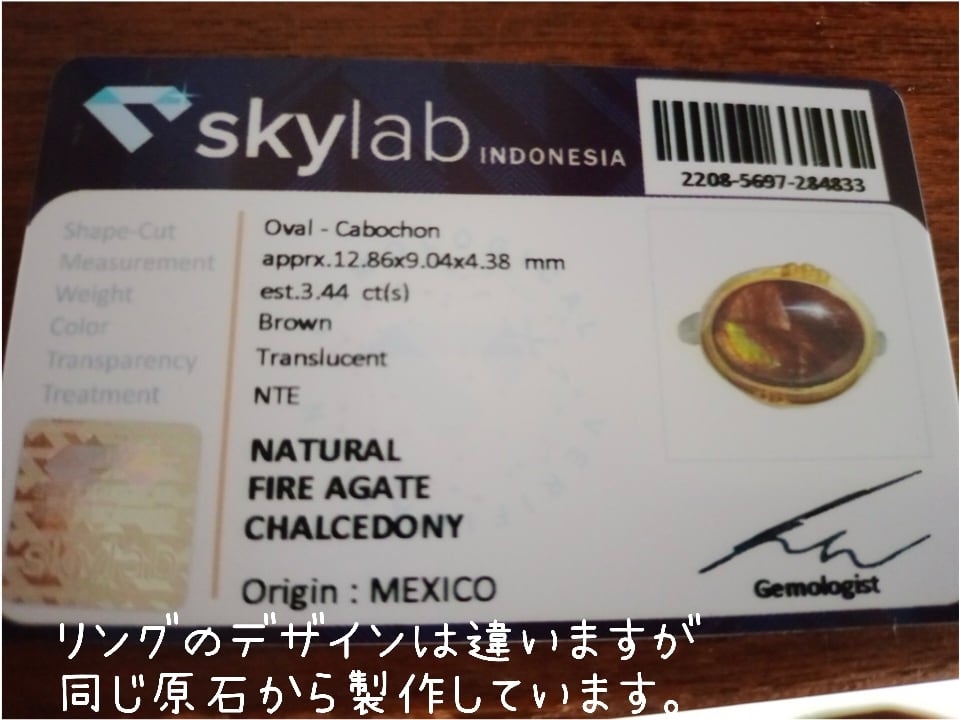 skylab INDONESIA
2208-5697-284833
Shape-Cut Oval - Cabochon
Measurement apprx.12.86x9.04x4.38 mm
Weight est.3.44 ct(s)
Color Brown
Transparency Translucent
Treatment NTE
NATURAL
FIRE AGATE
CHALCEDONY
Origin : MEXICO
Gemologist
リングのデザインは違いますが
同じ原石から製作しています。